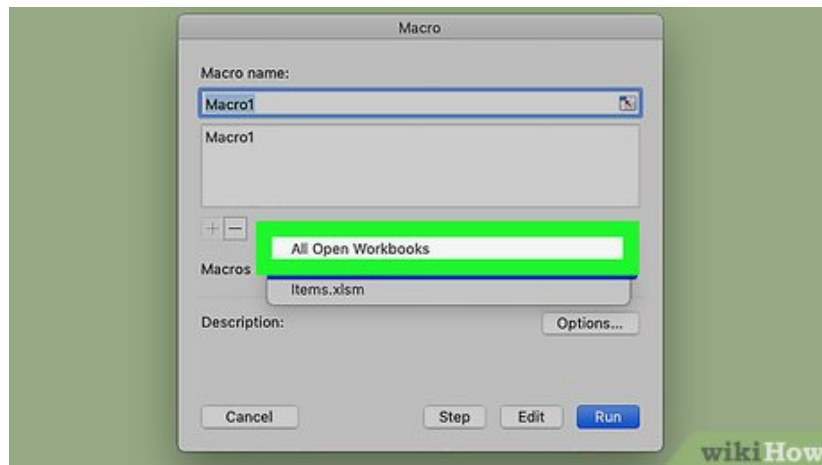 Macro
Macro name:
Macro1
Macro1
+ −
All Open Workbooks
Macros
Items.xlsm
Description:
Options...
Cancel Step Edit Run
wikiHow